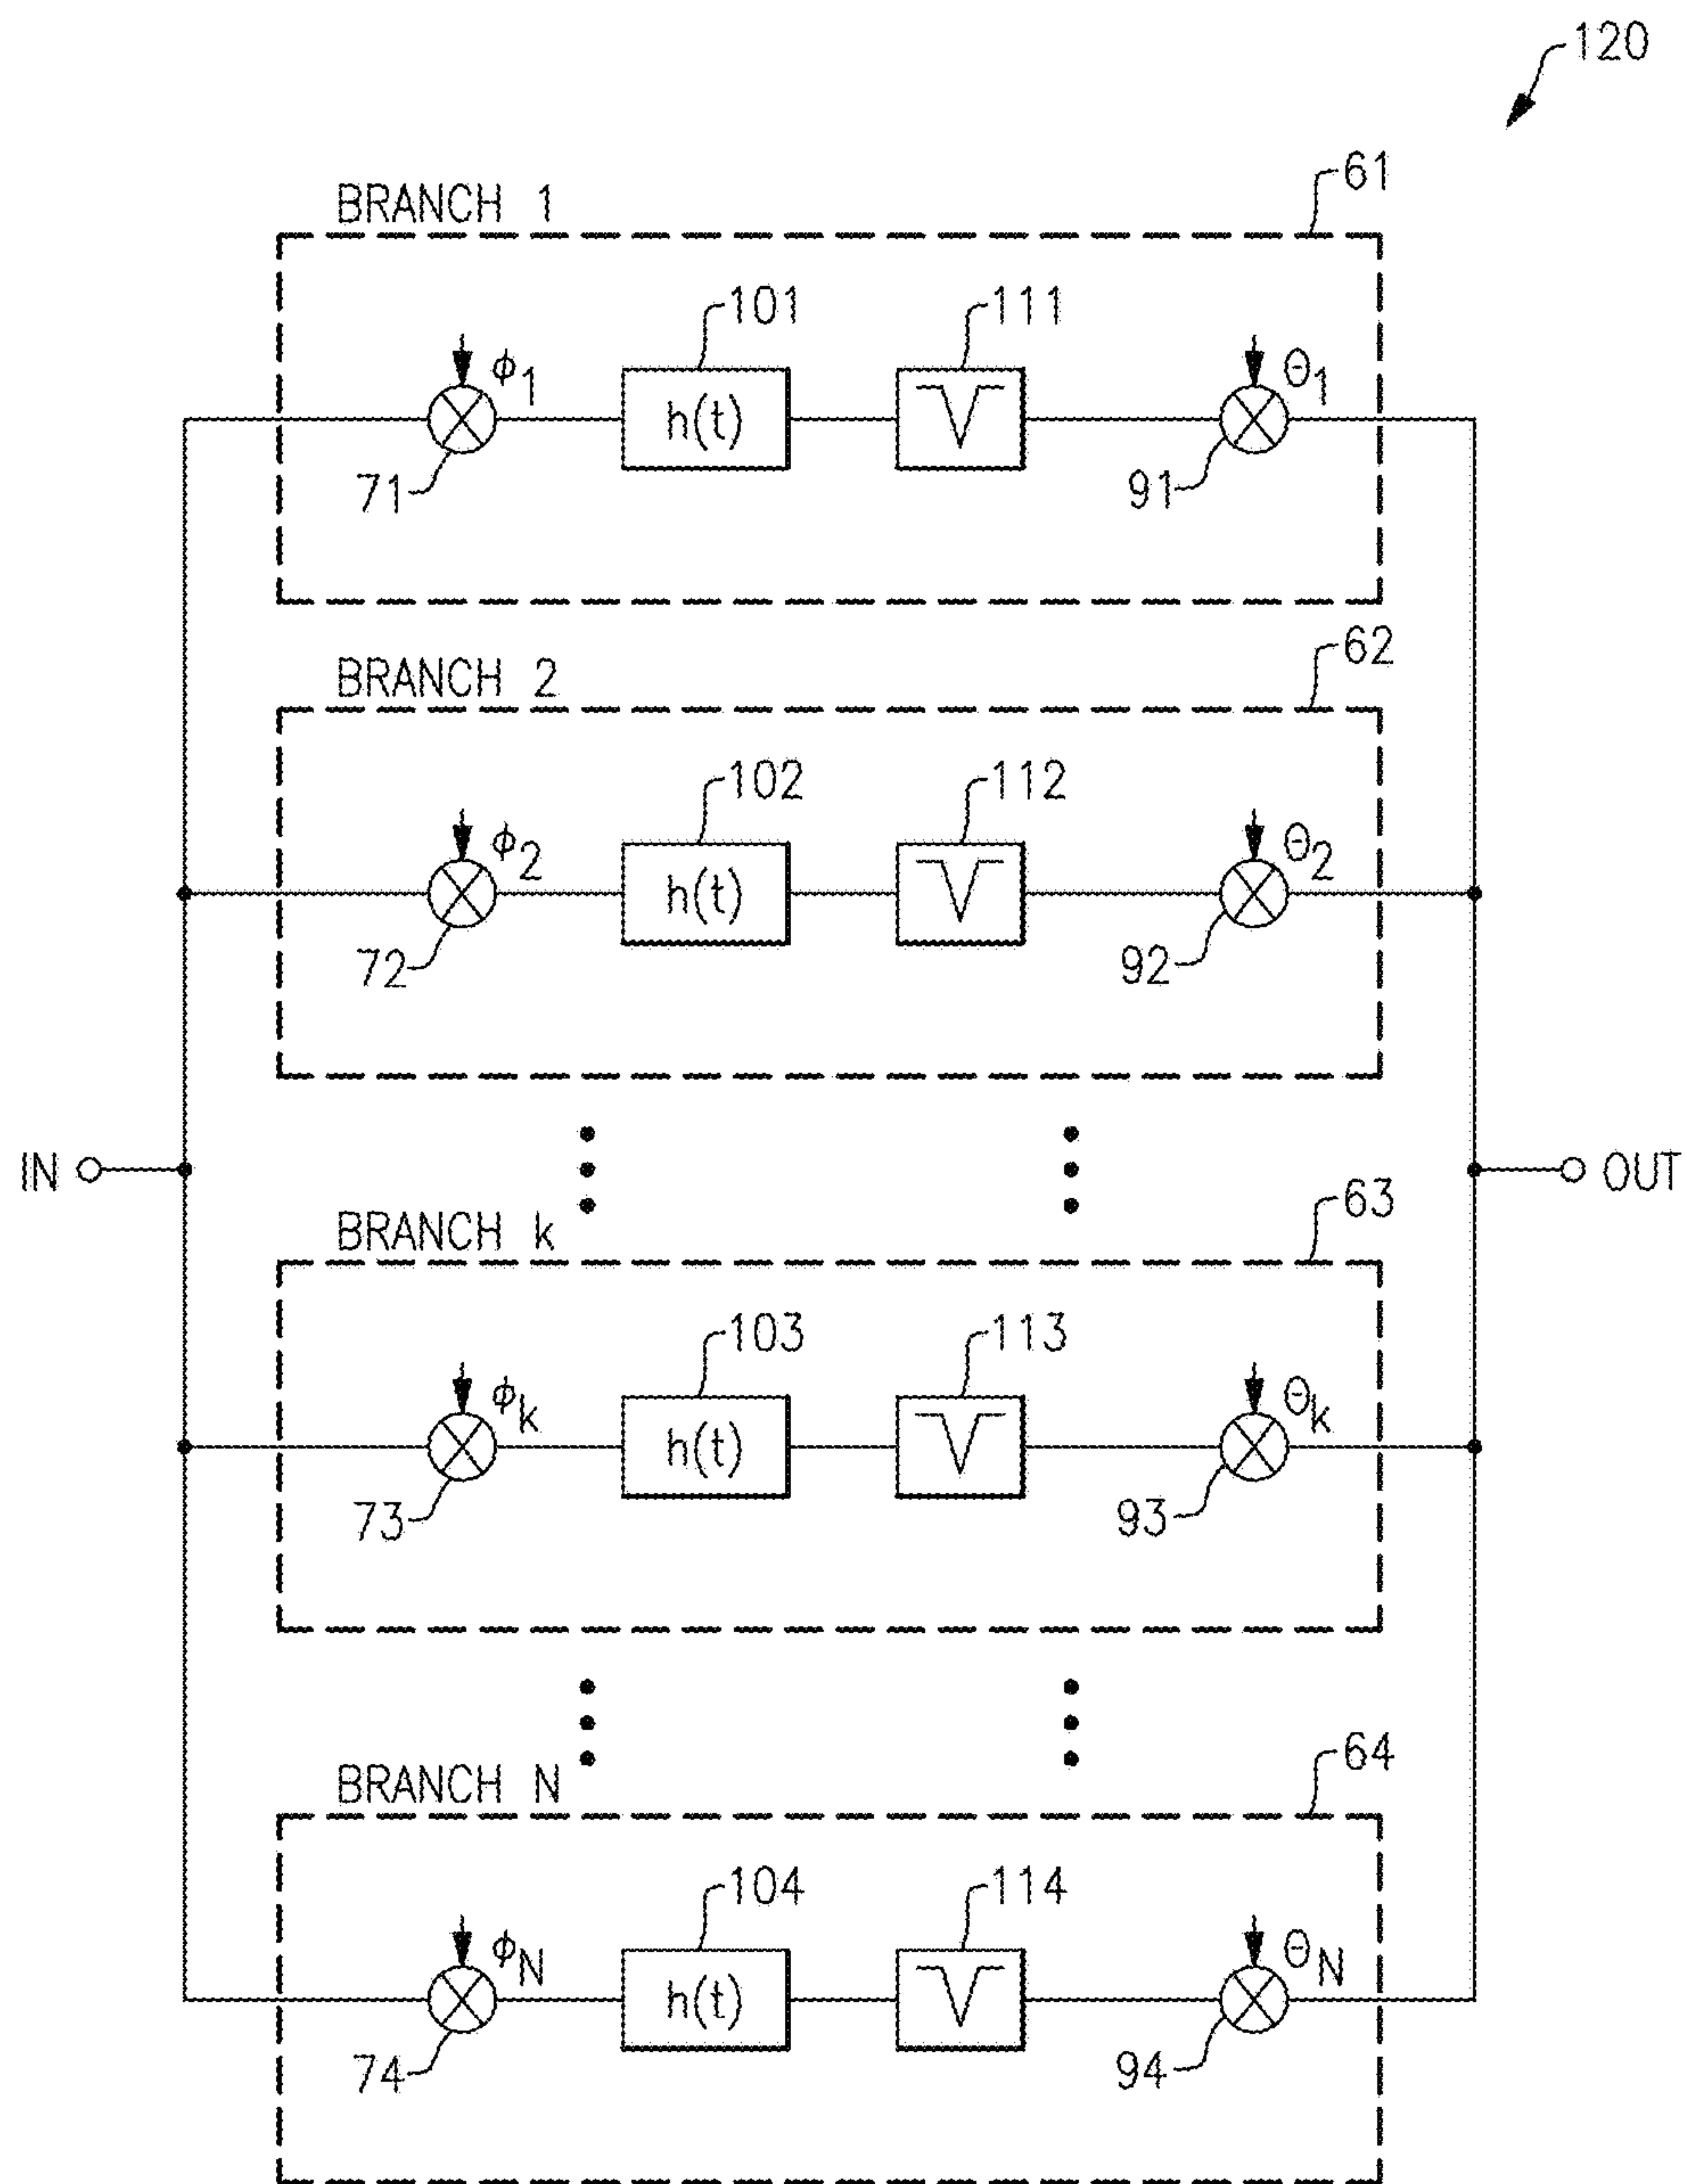 120
BRANCH 1
61
101
111
ϕ1
h(t)
θ1
71
91
BRANCH 2
62
102
112
ϕ2
h(t)
θ2
72
92
IN
OUT
BRANCH k
63
103
113
ϕk
h(t)
θk
73
93
BRANCH N
64
104
114
ϕN
h(t)
θN
74
94